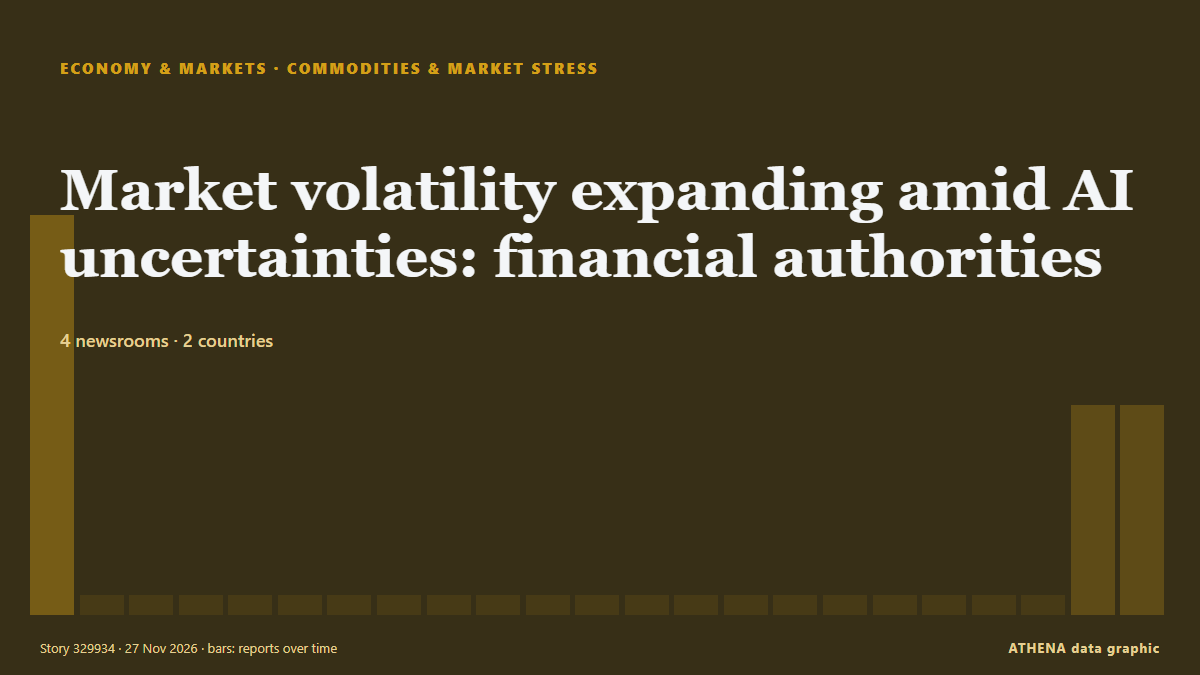 ECONOMY & MARKETS · COMMODITIES & MARKET STRESS
Market volatility expanding amid AI
uncertainties: financial authorities
4 newsrooms · 2 countries
Story 329934 · 27 Nov 2026 · bars: reports over time
ATHENA data graphic